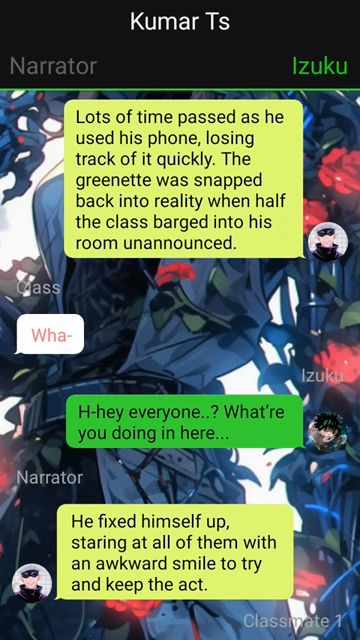 Kumar Ts
Narrator
Izuku
Lots of time passed as he
used his phone, losing
track of it quickly. The
greenette was snapped
back into reality when half
the class barged into his
room unannounced.
Class
Wha-
Izuku
H-hey everyone..? What're
you doing in here...
Narrator
He fixed himself up,
staring at all of them with
an awkward smile to try
and keep the act.
Classmate 1